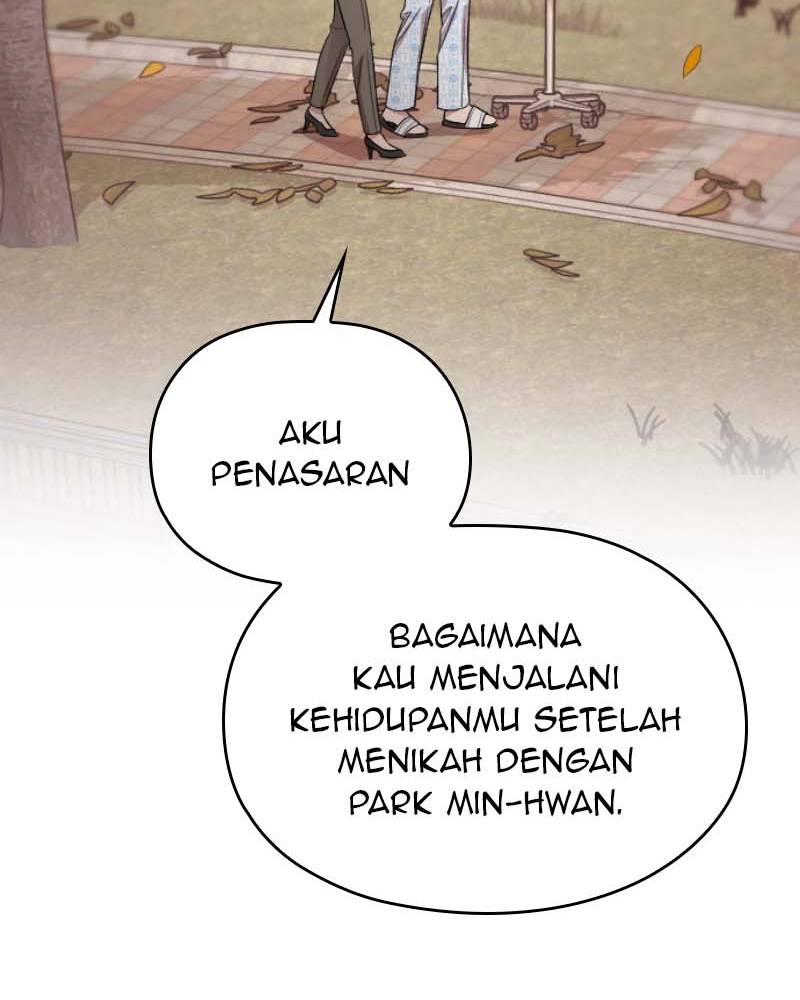 AKU
PENASARAN
BAGAIMANA
KAU MENJALANI
KEHIDUPANMU SETELAH
MENIKAH DENGAN
PARK MIN-HWAN.